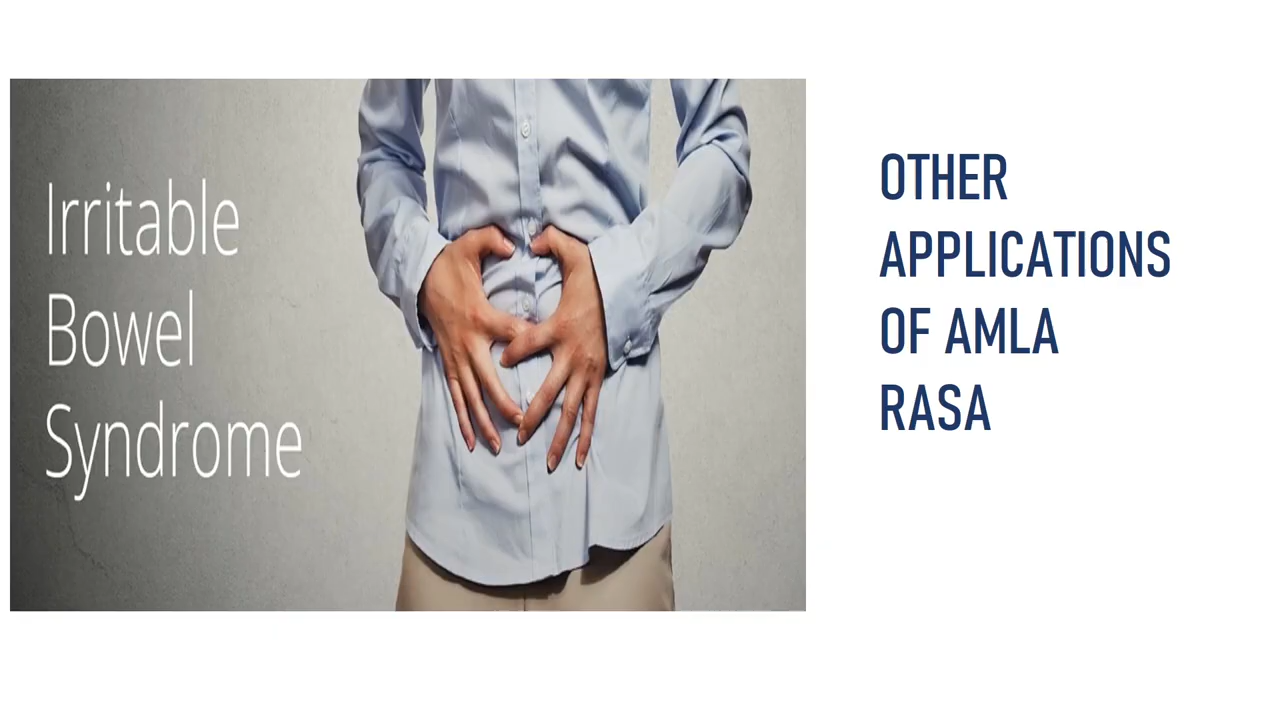 Irritable
Bowel
Syndrome
OTHER
APPLICATIONS
OF AMLA
RASA